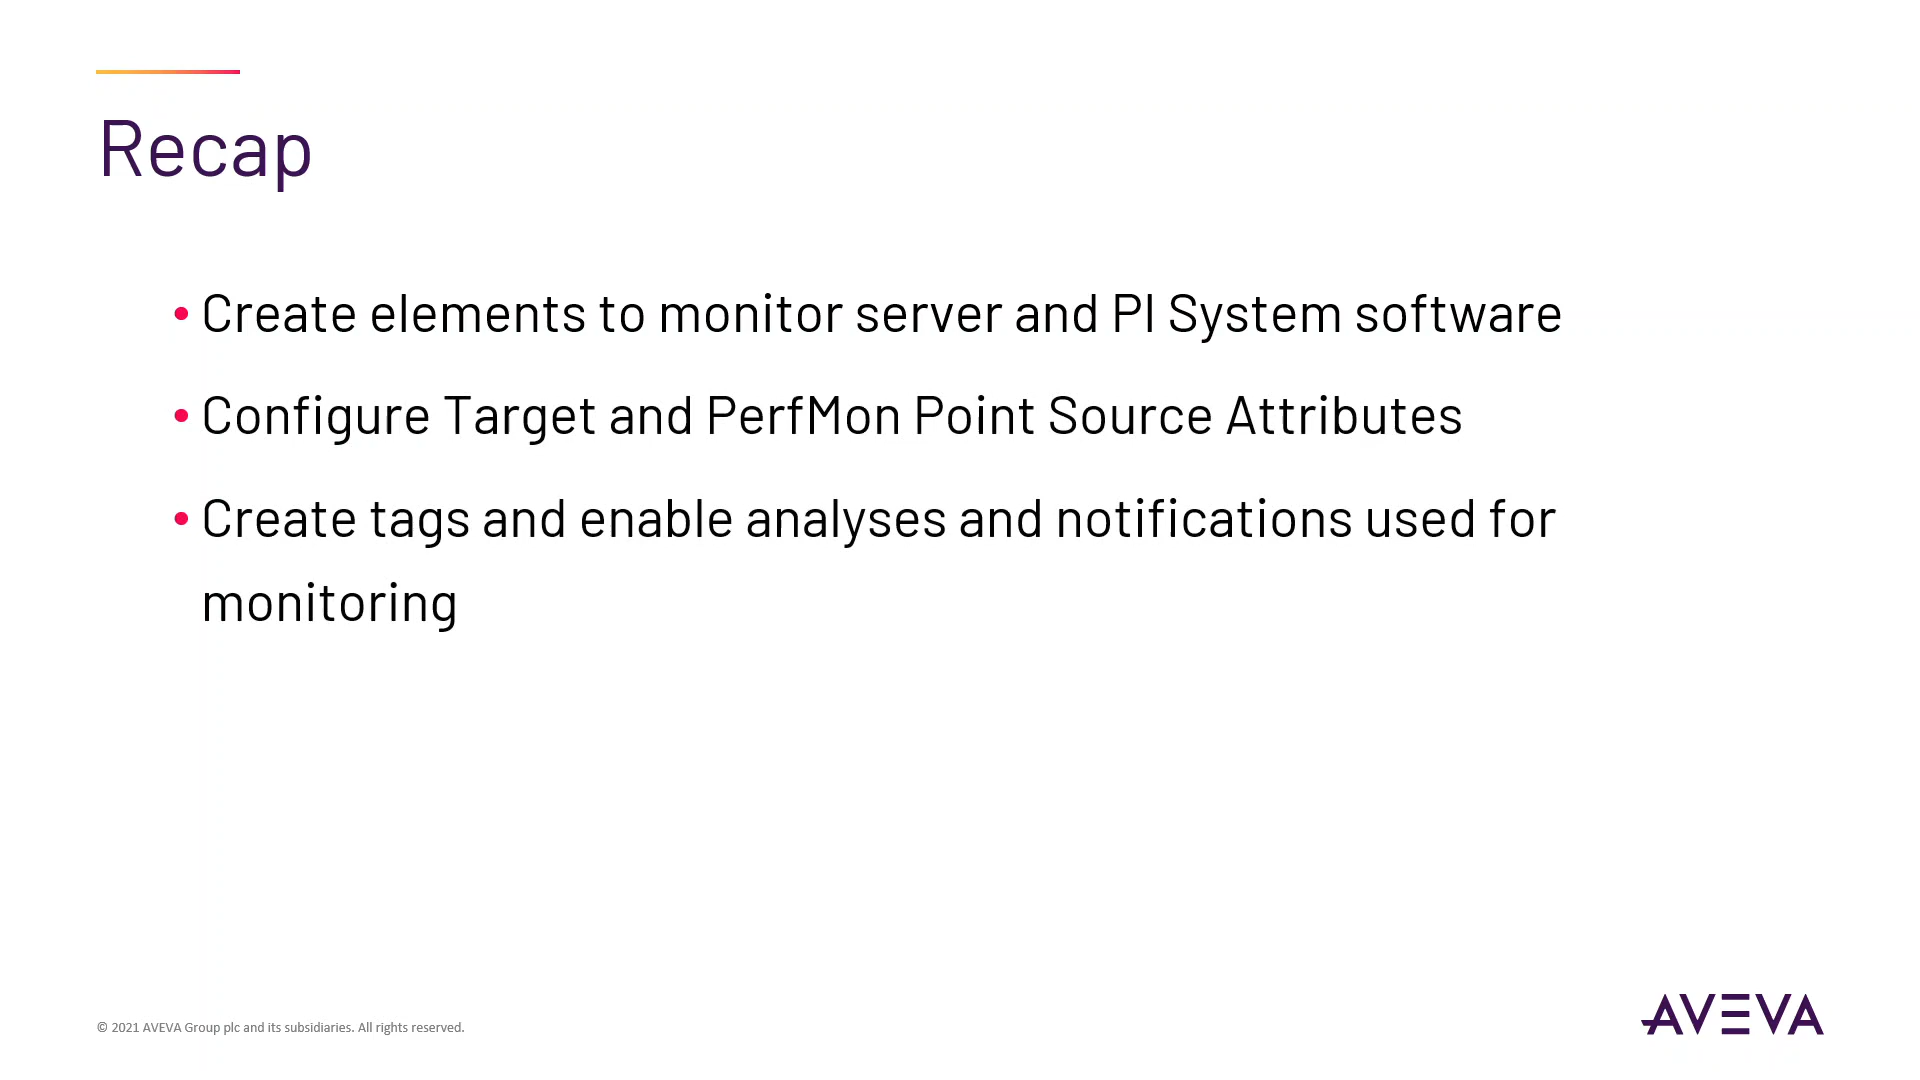 Recap
• Create elements to monitor server and PI System software
• Configure Target and PerfMon Point Source Attributes
• Create tags and enable analyses and notifications used for
monitoring
© 2021 AVEVA Group plc and its subsidiaries. All rights reserved.
AVEVA